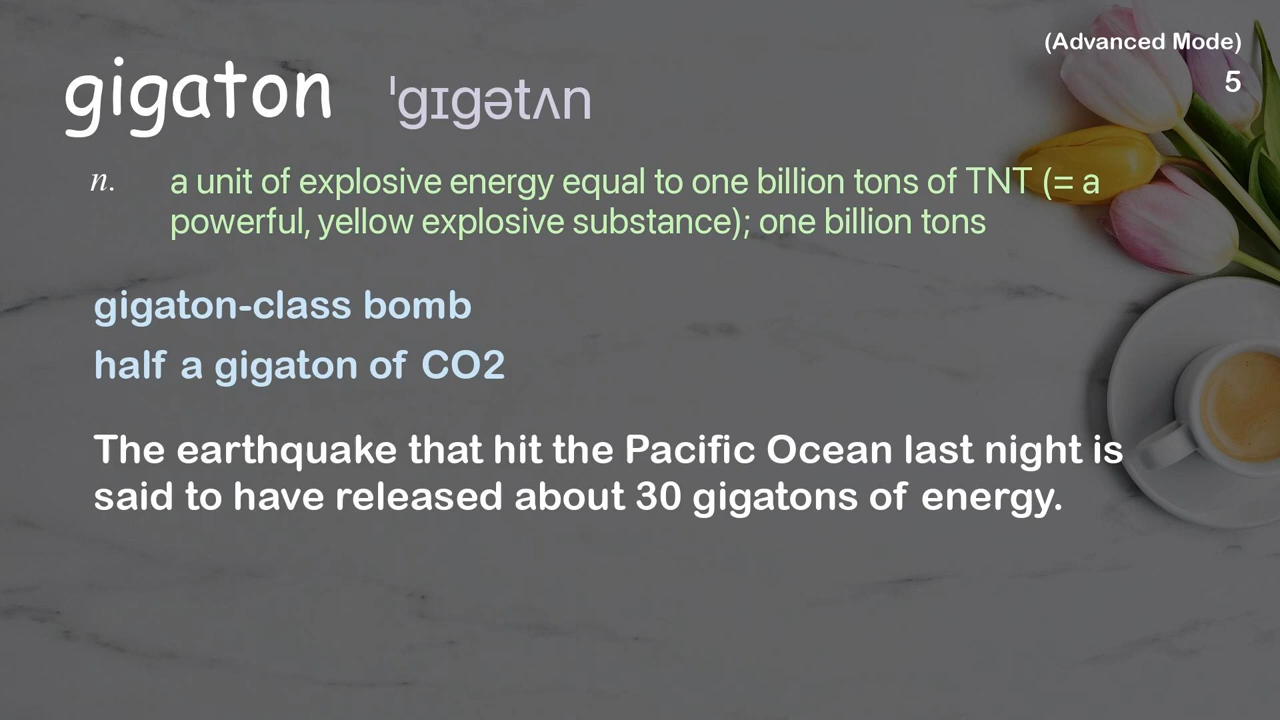 (Advanced Mode)
5
gigaton ˈɡɪɡətʌn
n. a unit of explosive energy equal to one billion tons of TNT (= a
powerful, yellow explosive substance); one billion tons
gigaton-class bomb
half a gigaton of CO2
The earthquake that hit the Pacific Ocean last night is
said to have released about 30 gigatons of energy.